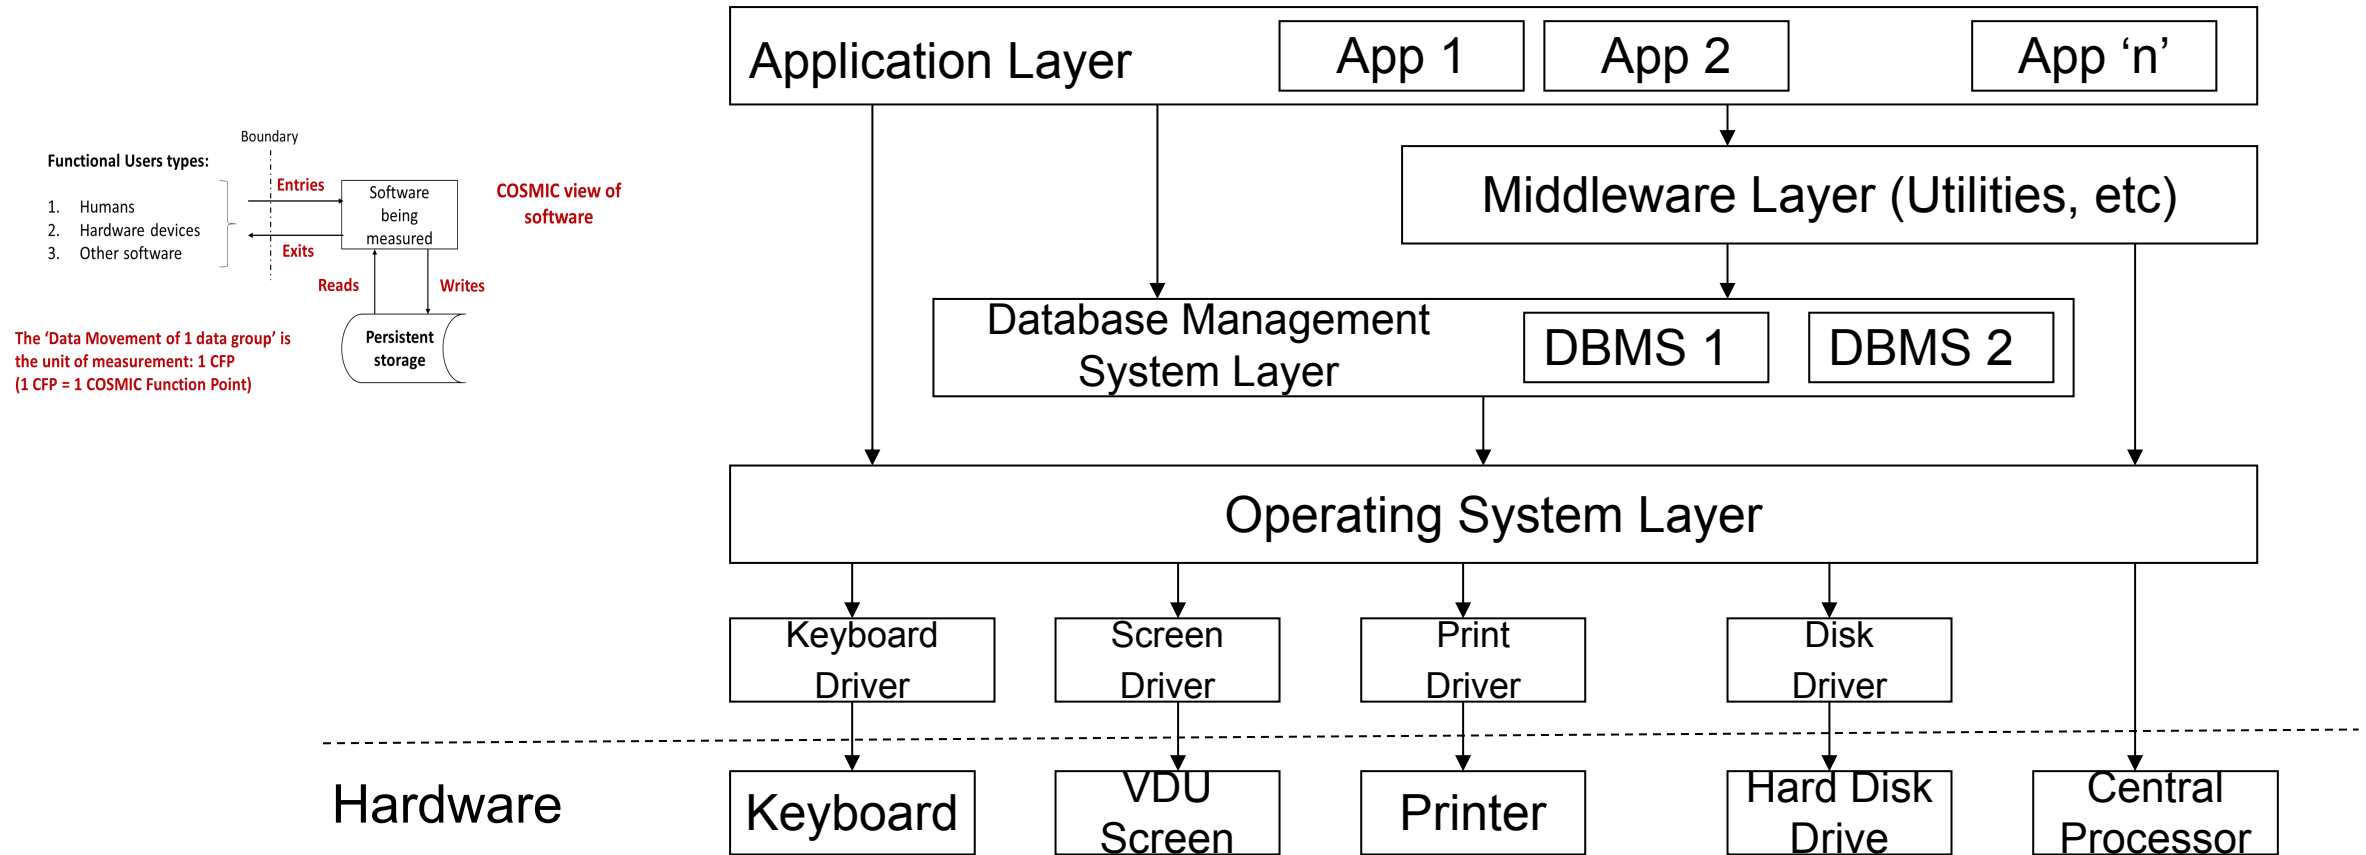 Application Layer
App 1
App 2
App ‘n’
Boundary
Functional Users types:
1. Humans
2. Hardware devices
3. Other software
Entries
Exits
Software
being
measured
COSMIC view of
software
Reads
Writes
Persistent
storage
The ‘Data Movement of 1 data group’ is
the unit of measurement: 1 CFP
(1 CFP = 1 COSMIC Function Point)
Middleware Layer (Utilities, etc)
Database Management
System Layer
DBMS 1
DBMS 2
Operating System Layer
Keyboard
Driver
Screen
Driver
Print
Driver
Disk
Driver
Hardware
Keyboard
VDU
Screen
Printer
Hard Disk
Drive
Central
Processor